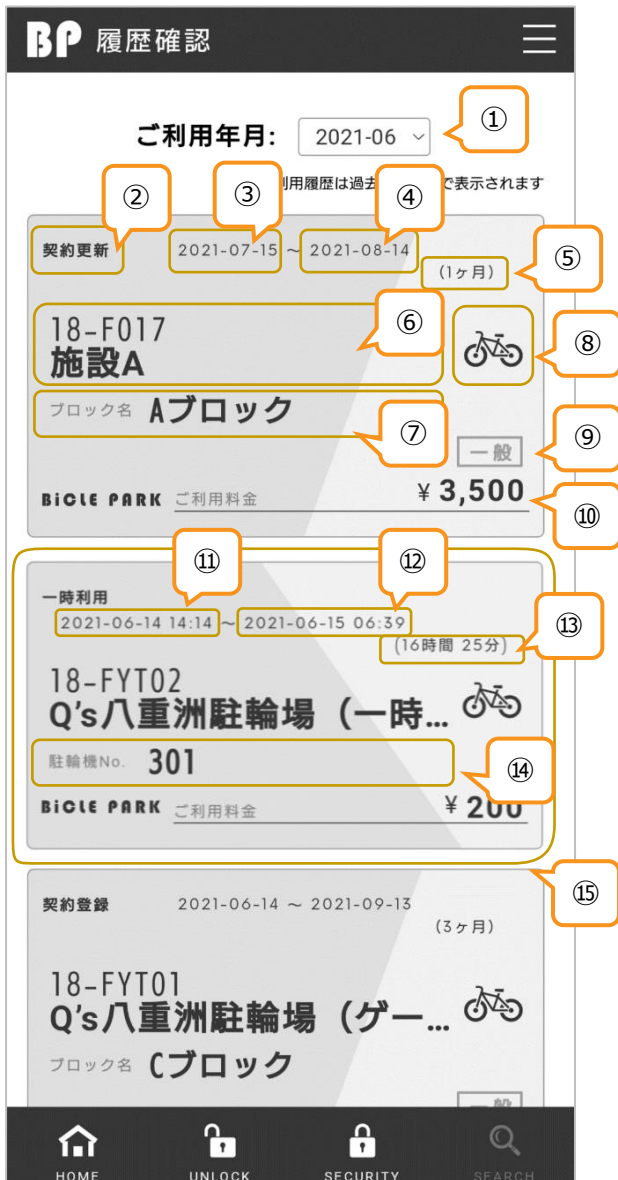 BP 履歴確認
ご利用年月: 2021-06 ①
② ③ 利用履歴は過去 ④ で表示されます
契約更新 2021-07-15 ~ 2021-08-14
(1ヶ月) ⑤
18-F017 ⑥
施設A ⑧
ブロック名 Aブロック ⑦
一般 ⑨
BiCLE PARK ご利用料金 ¥ 3,500 ⑩
⑪ ⑫
一時利用
2021-06-14 14:14 ~ 2021-06-15 06:39
(16時間 25分) ⑬
18-FYT02
Q's八重洲駐輪場（一時…
駐輪機No. 301 ⑭
BiCLE PARK ご利用料金 ¥ 200
⑮
契約登録 2021-06-14 ~ 2021-09-13
(3ヶ月)
18-FYT01
Q's八重洲駐輪場（ゲー…
ブロック名 Cブロック
一般
HOME UNLOCK SECURITY SEARCH